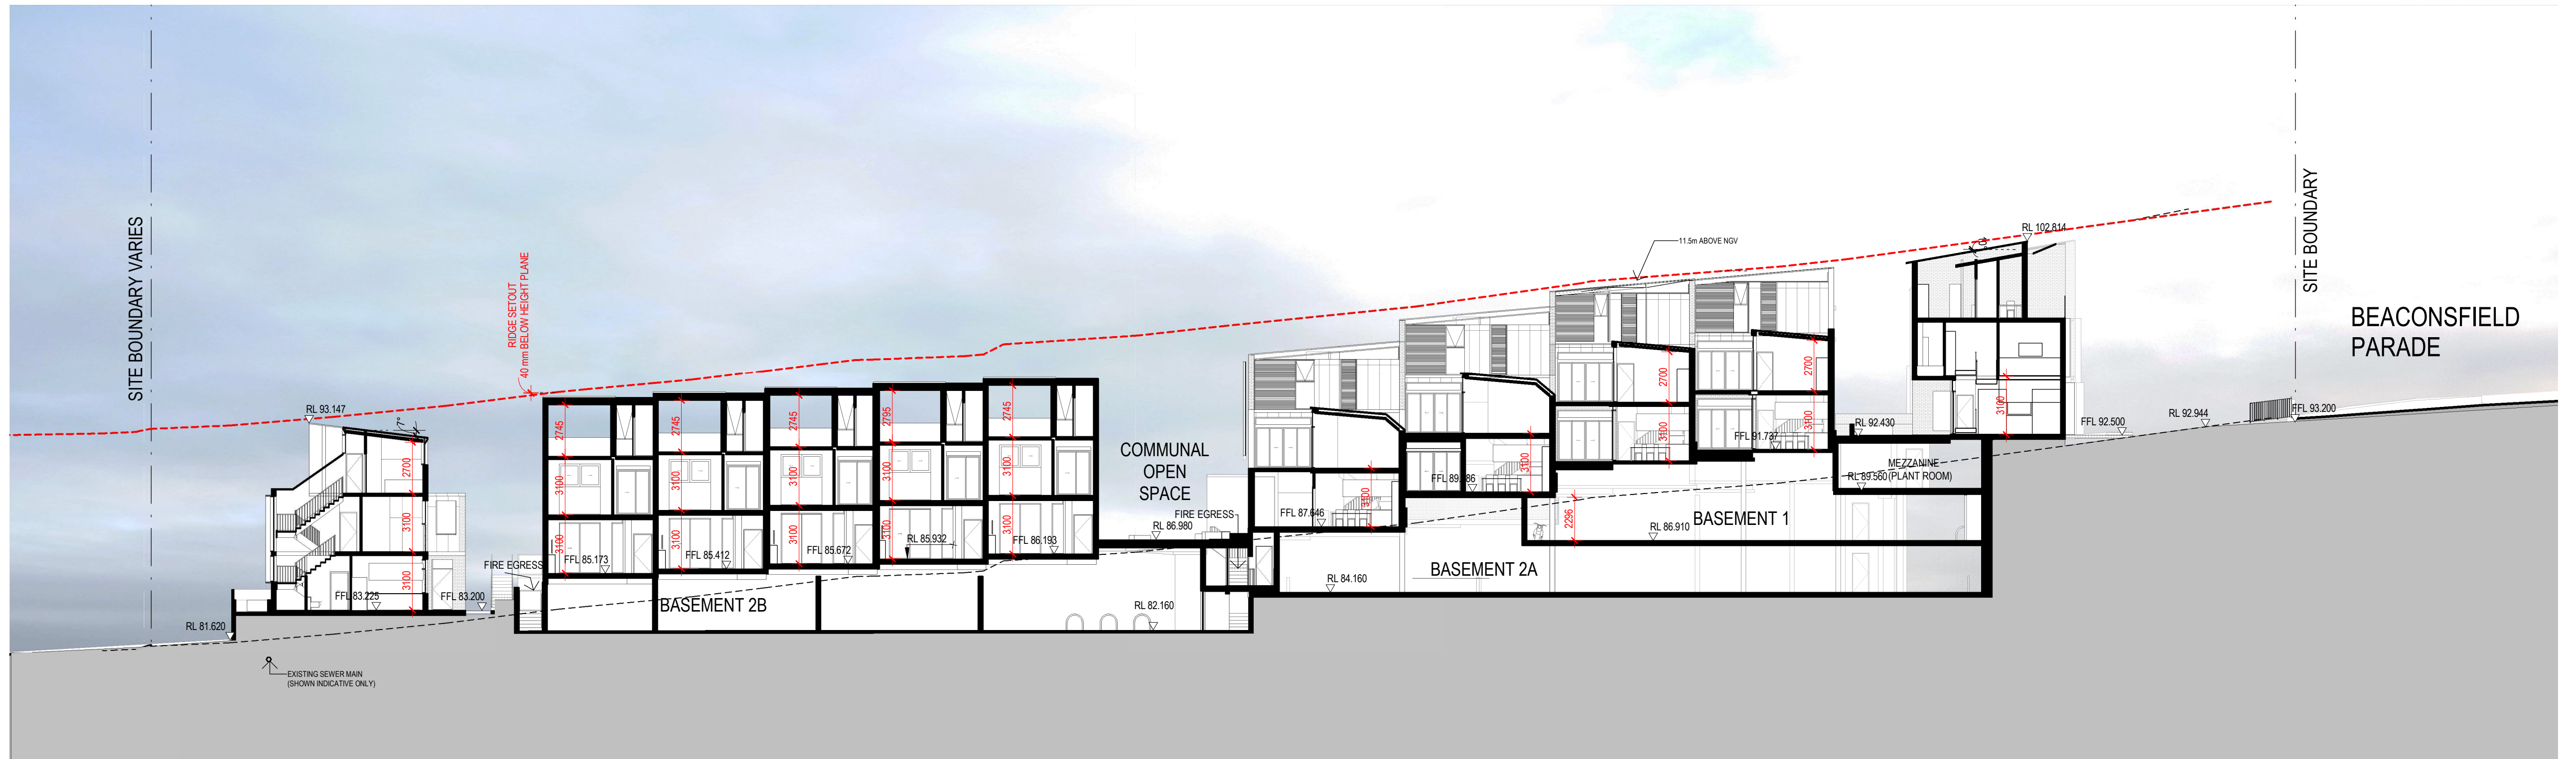 SITE BOUNDARY VARIES
RIDGE SETOUT
40 mm BELOW HEIGHT PLANE
11.5m ABOVE NGV
SITE BOUNDARY
BEACONSFIELD
PARADE
RL 93.147
7°
2700
3100
3100
FFL 83.225
FFL 83.200
RL 81.620
EXISTING SEWER MAIN
(SHOWN INDICATIVE ONLY)
FIRE EGRESS
2745
3100
3100
FFL 85.173
2745
3100
3100
FFL 85.412
2745
3100
3100
FFL 85.672
2795
3100
3100
RL 85.932
2745
3100
3100
FFL 86.193
BASEMENT 2B
RL 82.160
COMMUNAL
OPEN
SPACE
RL 86.980
FIRE EGRESS
FFL 87.646
3100
3100
2700
3100
2700
3100
FFL 91.737
2296
RL 86.910
BASEMENT 1
RL 84.160
BASEMENT 2A
RL 92.430
MEZZANINE
RL 89.560 (PLANT ROOM)
RL 102.814
3100
FFL 92.500
RL 92.944
FFL 93.200